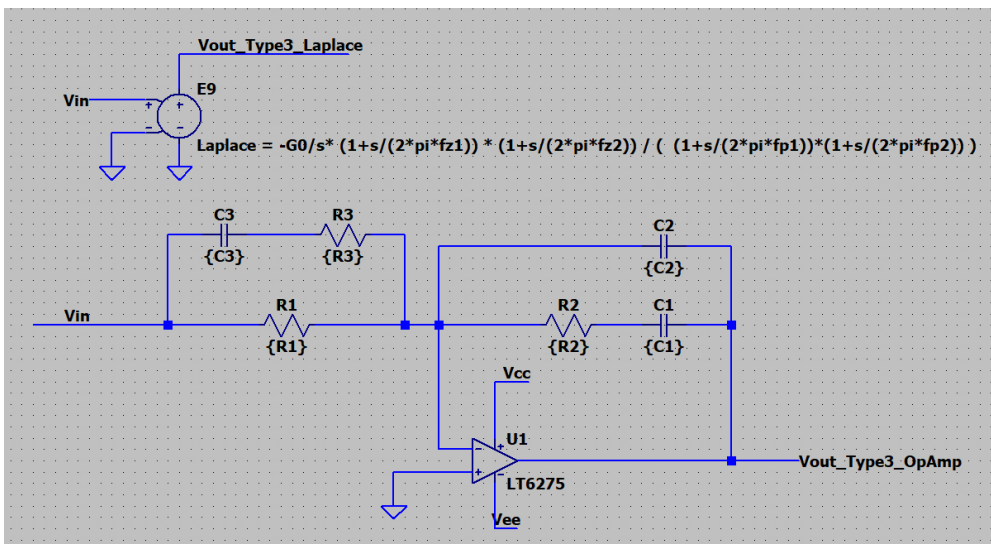 Vout_Type3_Laplace
E9
Vin
+
+
-
-
Laplace = -G0/s* (1+s/(2*pi*fz1)) * (1+s/(2*pi*fz2)) / (  (1+s/(2*pi*fp1))*(1+s/(2*pi*fp2)) )
C3
R3
{C3}
{R3}
C2
{C2}
Vin
R1
{R1}
R2
C1
{R2}
{C1}
Vcc
U1
+
-
+
-
Vout_Type3_OpAmp
LT6275
Vee